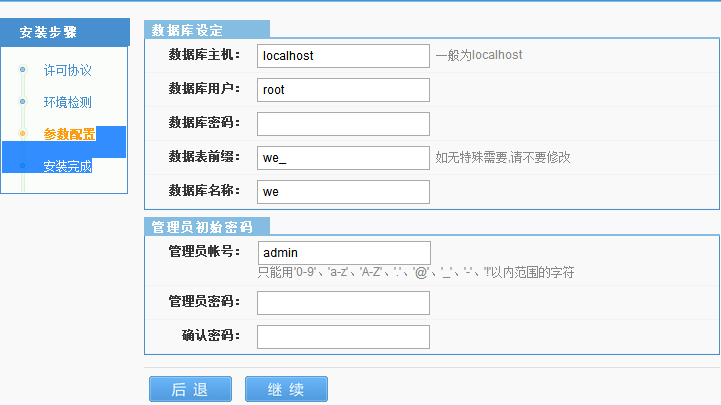 安装步骤
许可协议
环境检测
参数配置
安装完成
数据库设定
数据库主机： localhost 一般为localhost
数据库用户： root
数据库密码：
数据表前缀： we_ 如无特殊需要,请不要修改
数据库名称： we
管理员初始密码
管理员帐号： admin
只能用'0-9'、'a-z'、'A-Z'、'.'、'@'、'_'、'-'、'!'以内范围的字符
管理员密码：
确认密码：
后退 继续